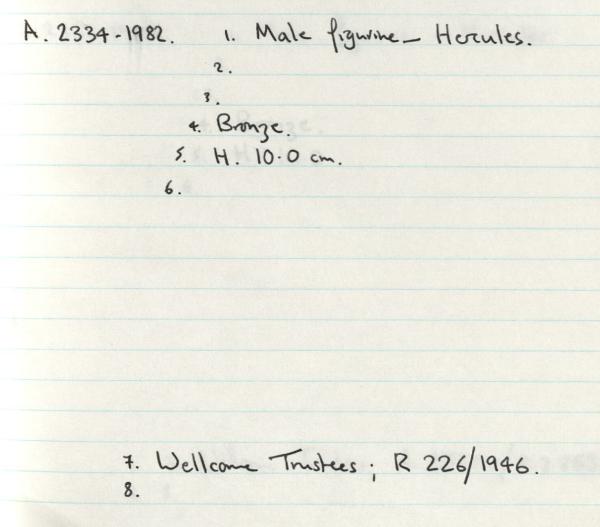 A. 2334-1982. 1. Male figurine - Hercules.
2.
3.
4. Bronze.
5. H. 10·0 cm.
6.
7. Wellcome Trustees; R 226/1946.
8.